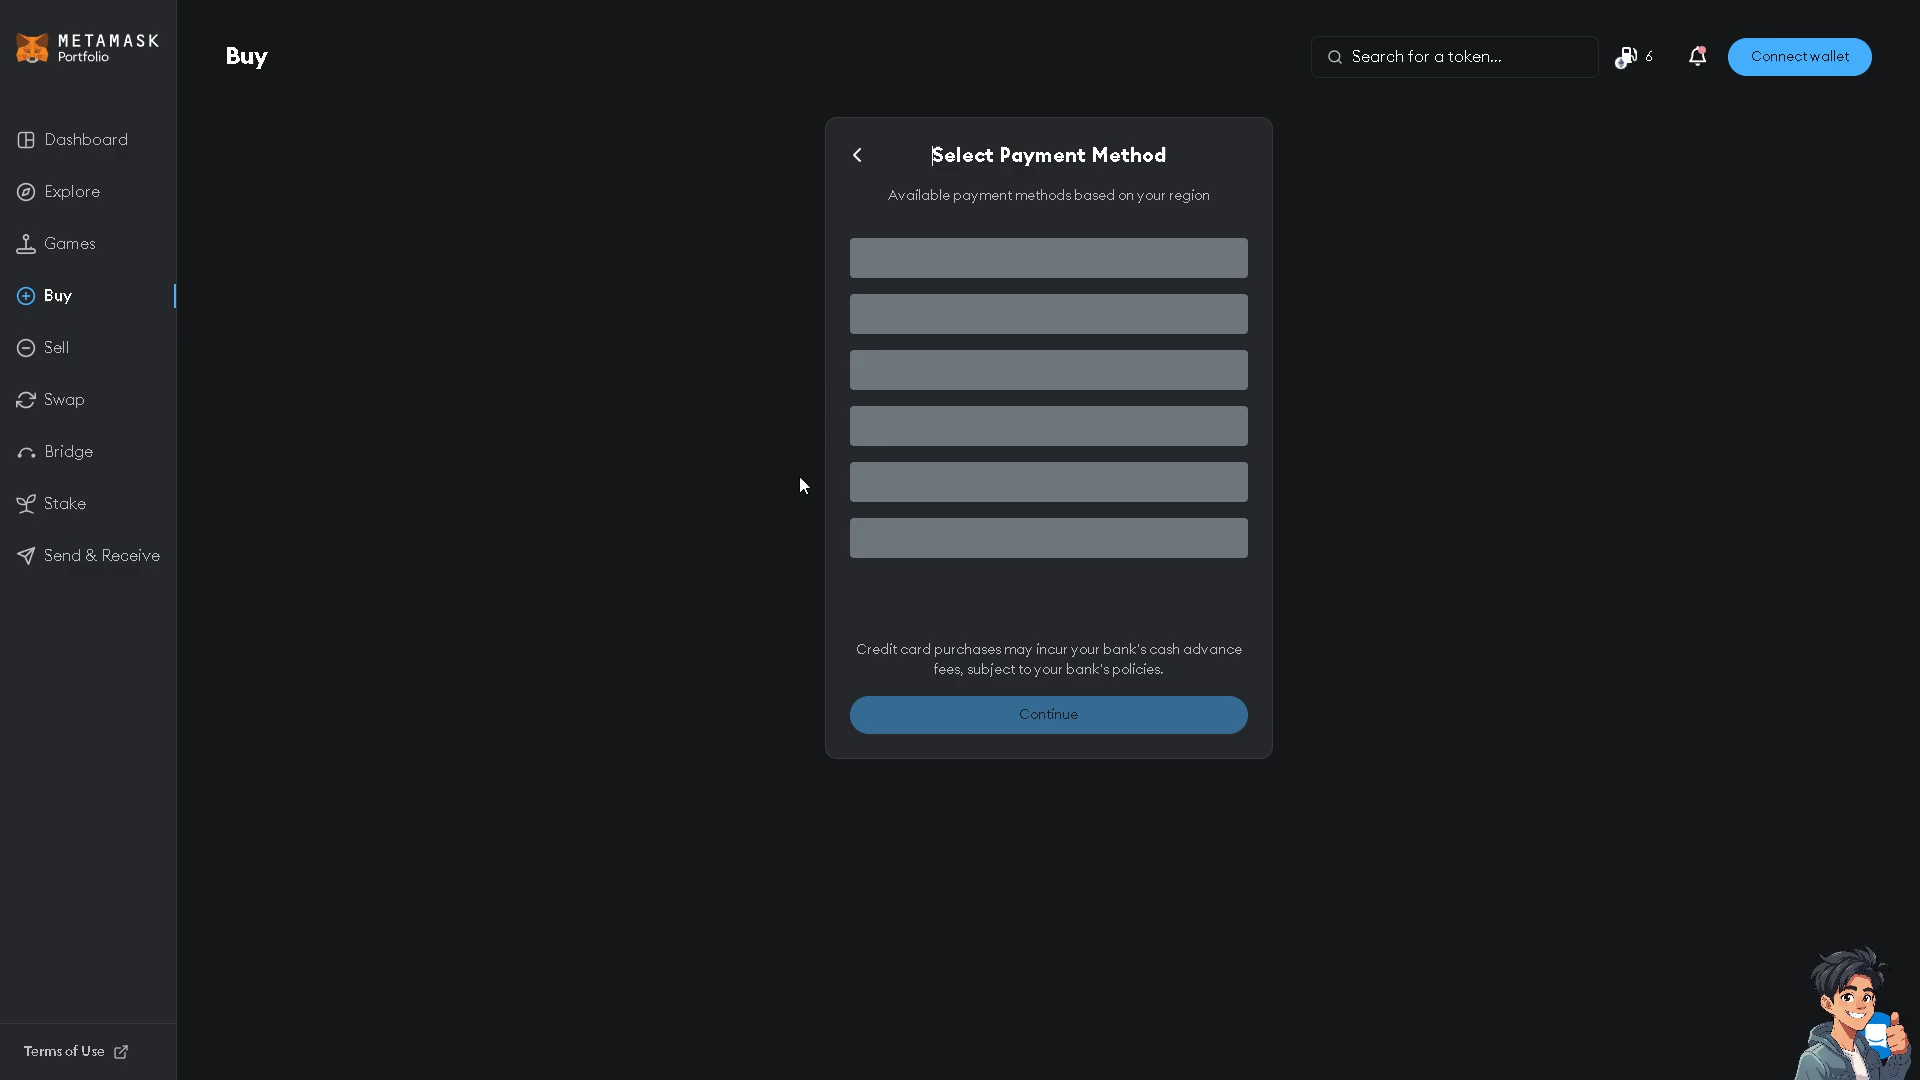 METAMASK
Portfolio
Buy
Search for a token...
6
Connect wallet
Dashboard
Explore
Games
Buy
Sell
Swap
Bridge
Stake
Send & Receive
Select Payment Method
Available payment methods based on your region
Credit card purchases may incur your bank's cash advance
fees, subject to your bank's policies.
Continue
Terms of Use